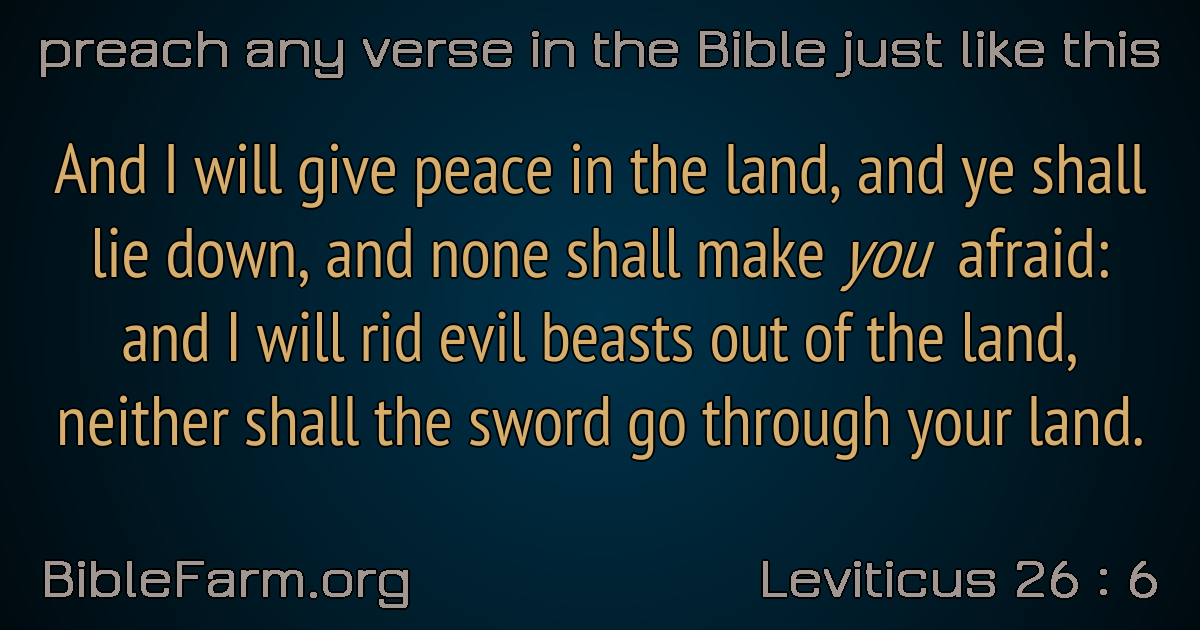 preach any verse in the Bible just like this
And I will give peace in the land, and ye shall
lie down, and none shall make you afraid:
and I will rid evil beasts out of the land,
neither shall the sword go through your land.
BibleFarm.org
Leviticus 26 : 6